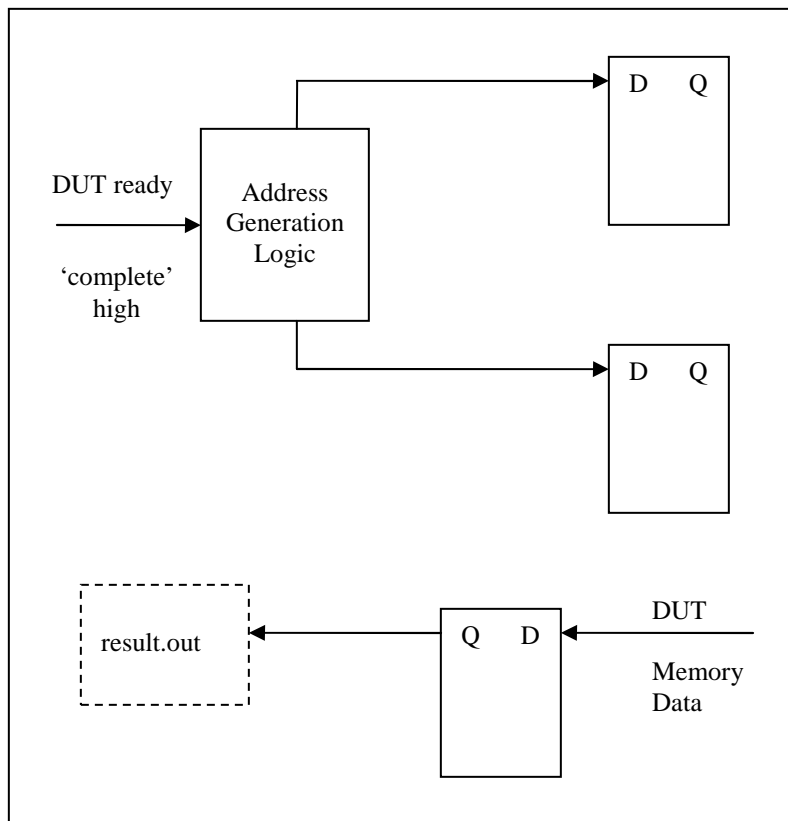 D Q
DUT ready
Address
Generation
Logic
‘complete’
high
D Q
DUT
Q D
result.out
Memory
Data